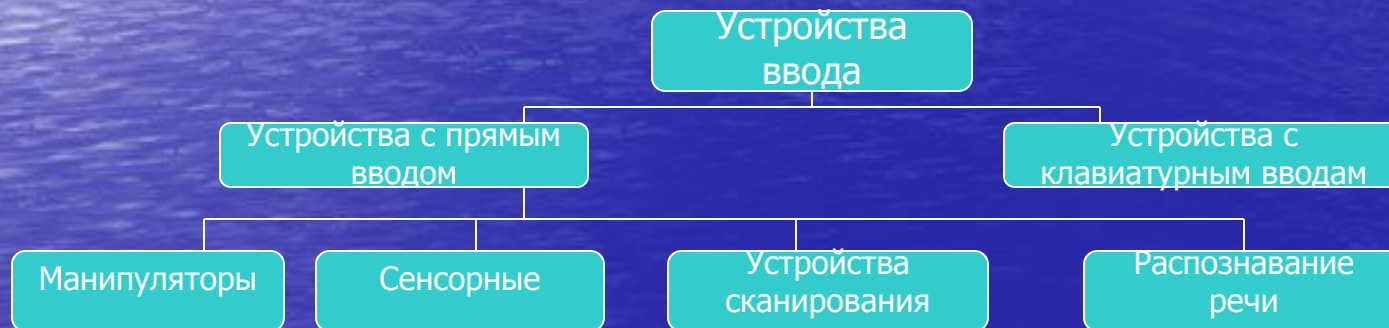 Устройства
ввода
Устройства с прямым
вводом
Устройства с
клавиатурным вводам
Манипуляторы
Сенсорные
Устройства
сканирования
Распознавание
речи